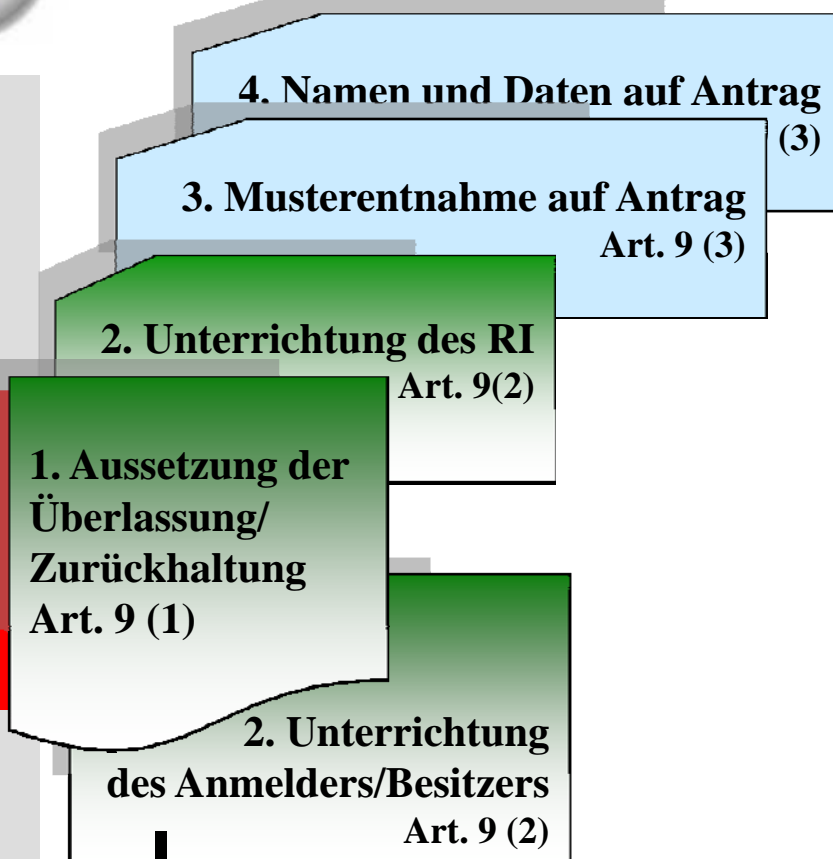 4. Namen und Daten auf Antrag
(3)
3. Musterentnahme auf Antrag
Art. 9 (3)
2. Unterrichtung des RI
Art. 9(2)
1. Aussetzung der
Überlassung/
Zurückhaltung
Art. 9 (1)
2. Unterrichtung
des Anmelders/Besitzers
Art. 9 (2)